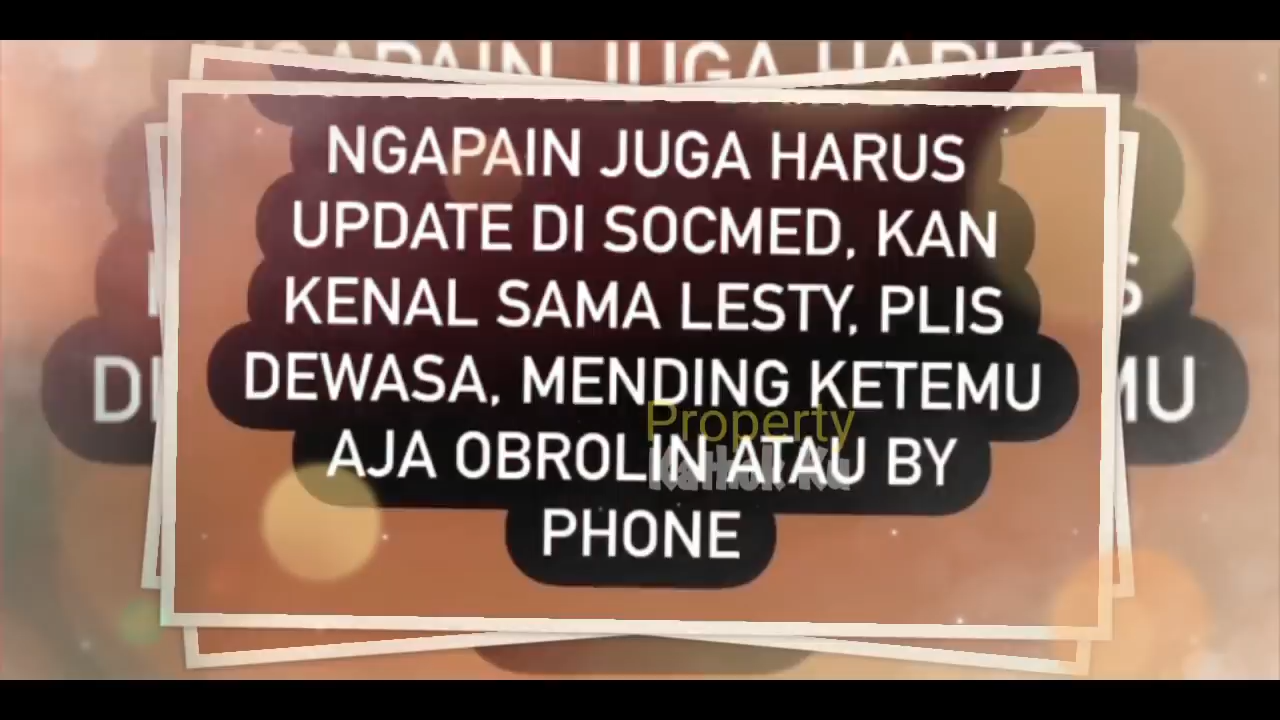 NGAPAIN JUGA HARUS
UPDATE DI SOCMED, KAN
KENAL SAMA LESTY, PLIS
DEWASA, MENDING KETEMU
AJA OBROLIN ATAU BY
PHONE
Property